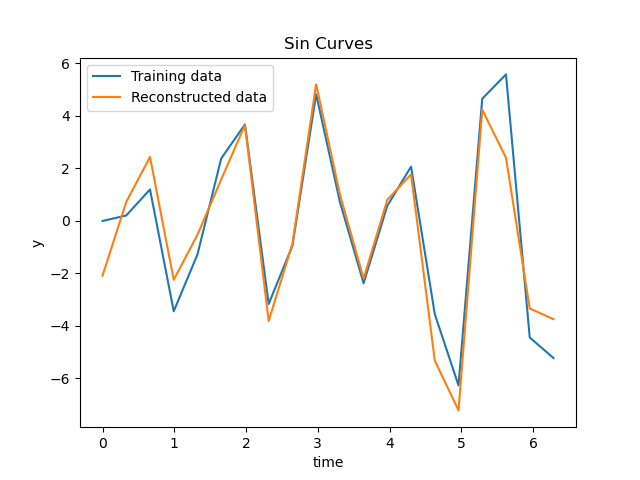 Sin Curves
Training data
Reconstructed data
6
4
2
0
−2
−4
−6
y
0 1 2 3 4 5 6
time